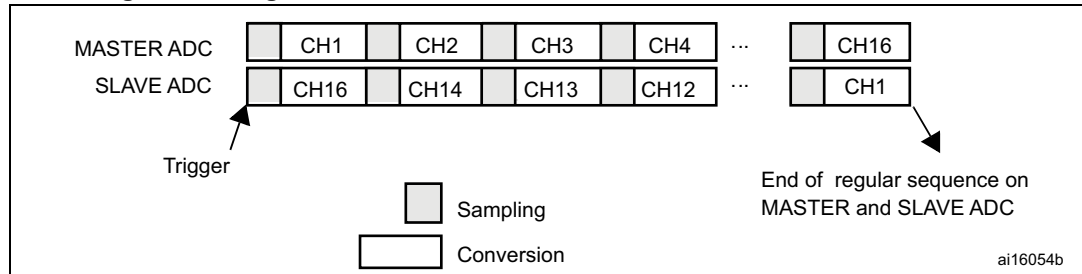 MASTER ADC CH1 CH2 CH3 CH4 ... CH16
SLAVE ADC CH16 CH14 CH13 CH12 ... CH1
Trigger
End of regular sequence on
MASTER and SLAVE ADC
Sampling
Conversion
ai16054b